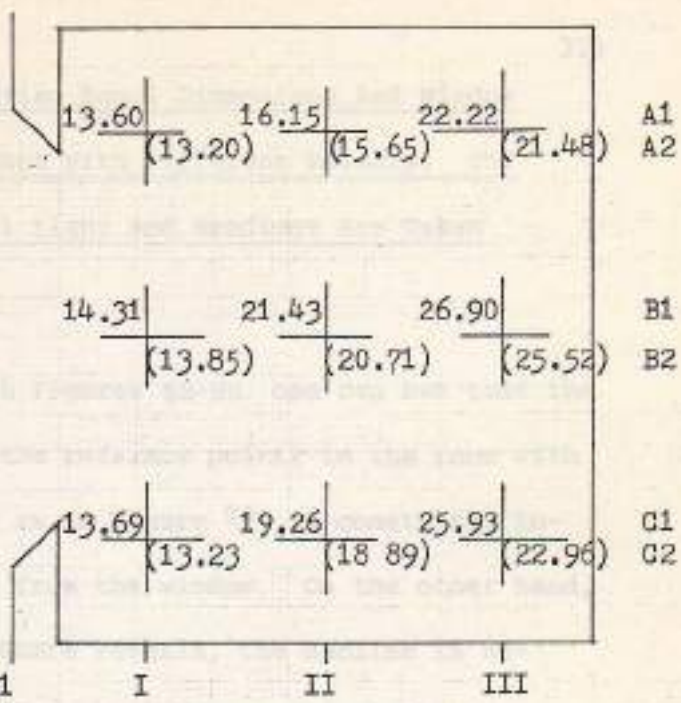 13.60 16.15 22.22 A1
(13.20) (15.65) (21.48) A2
14.31 21.43 26.90 B1
(13.85) (20.71) (25.52) B2
13.69 19.26 25.93 C1
(13.23 (18 89) (22.96) C2
1 I II III